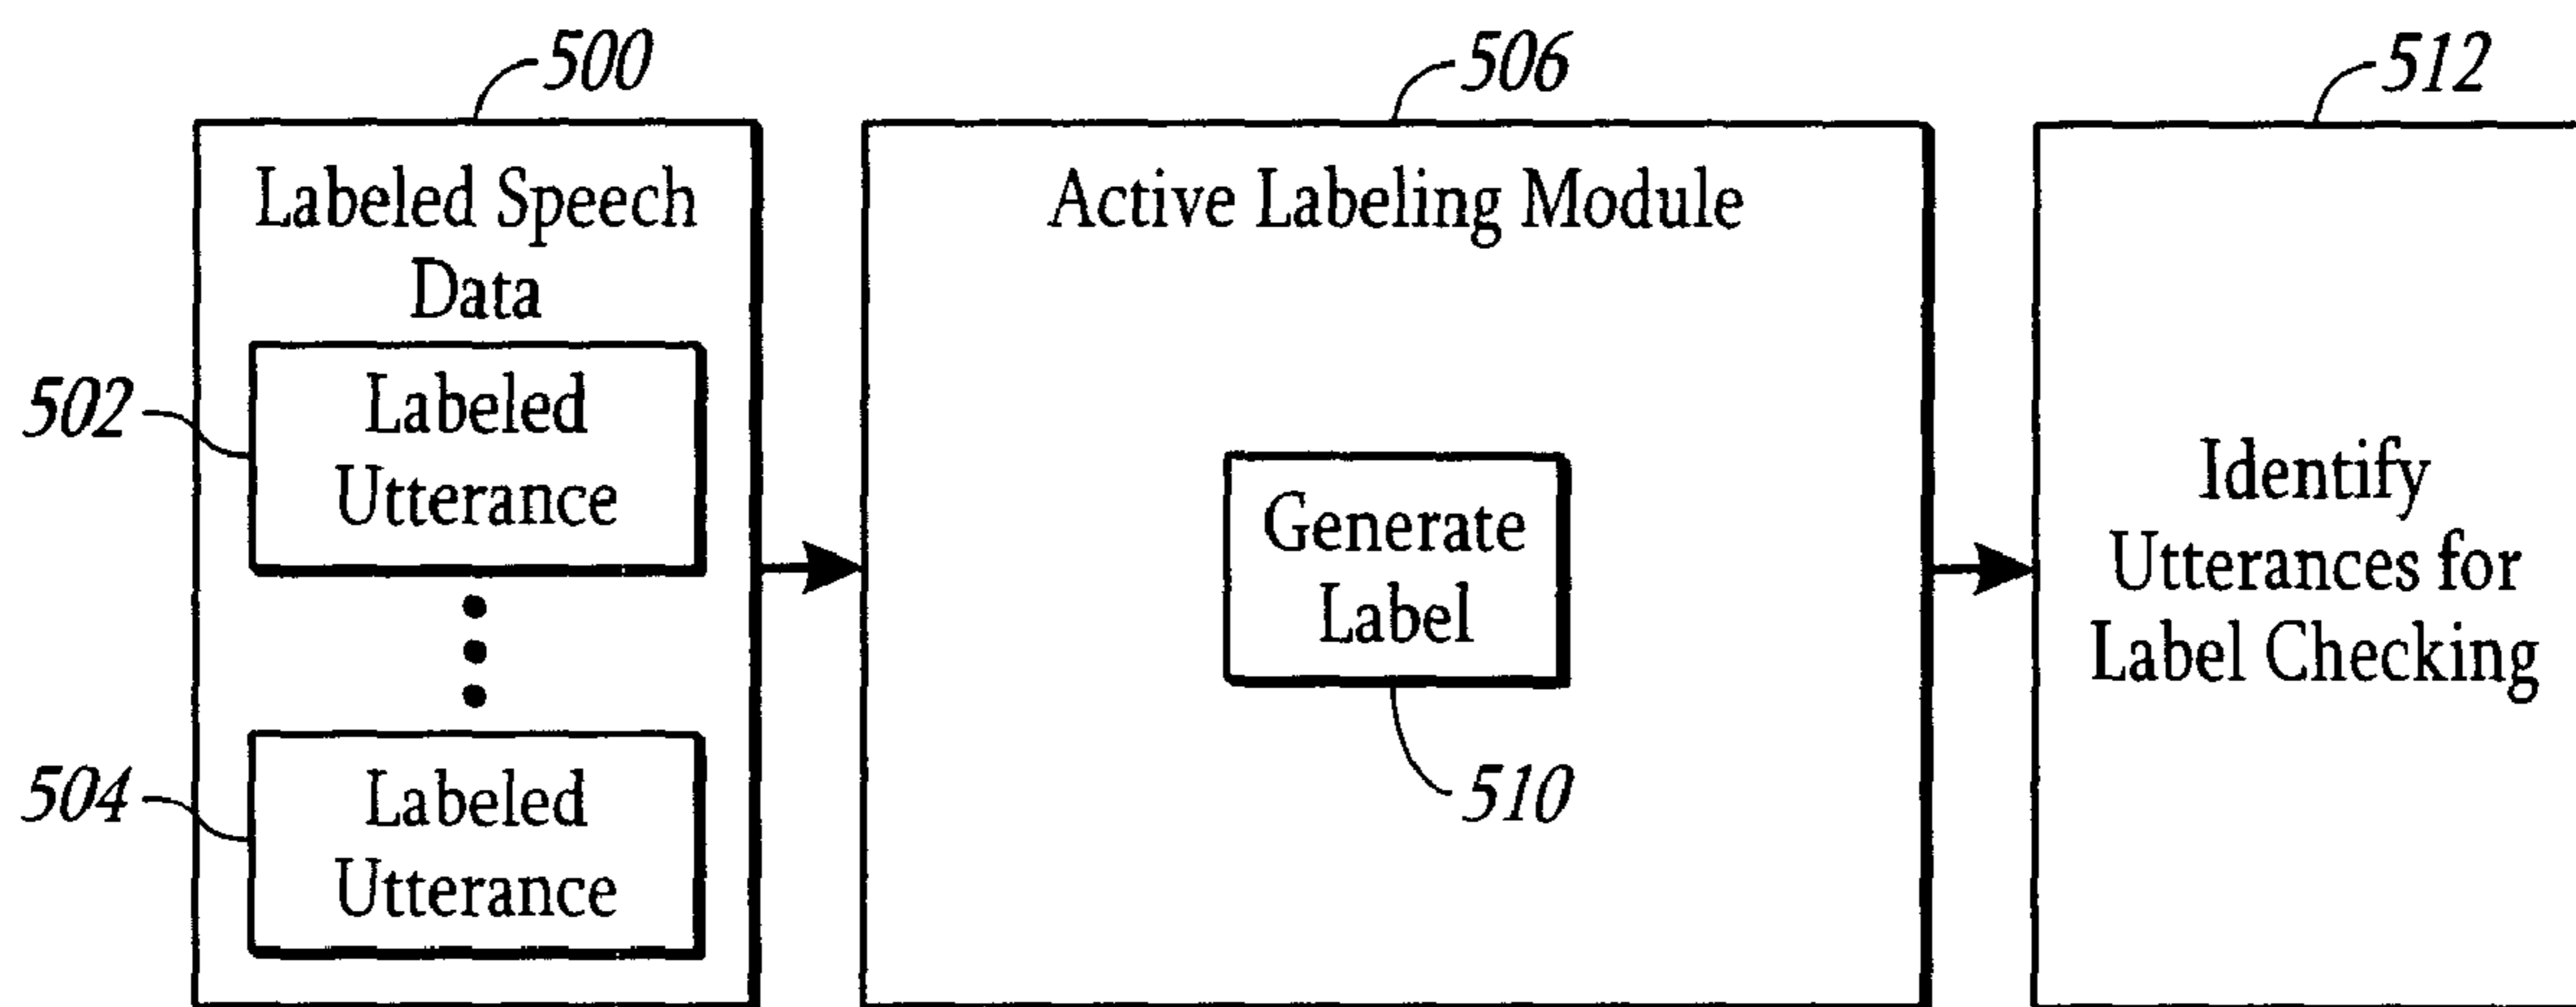 500
506
512
Labeled Speech
Data
502
Labeled
Utterance
504
Labeled
Utterance
Active Labeling Module
Generate
Label
510
Identify
Utterances for
Label Checking